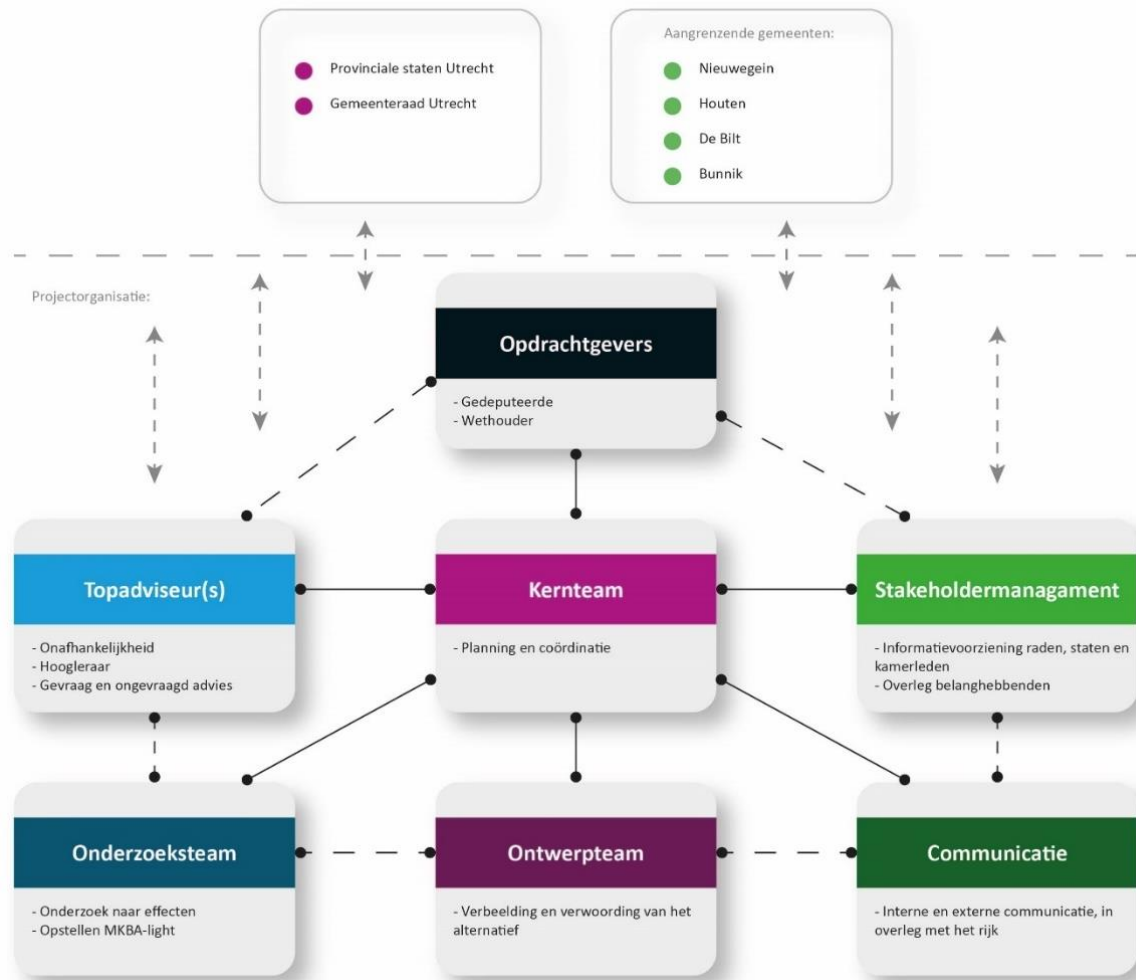 Provinciale staten Utrecht
Gemeenteraad Utrecht
Aangrenzende gemeenten:
Nieuwegein
Houten
De Bilt
Bunnik
Projectorganisatie:
Opdrachtgevers
- Gedeputeerde
- Wethouder
Topadviseur(s)
- Onafhankelijkheid
- Hoogleraar
- Gevraag en ongevraagd advies
Kernteam
- Planning en coördinatie
Stakeholdermanagament
- Informatievoorziening raden, staten en
kamerleden
- Overleg belanghebbenden
Onderzoeksteam
- Onderzoek naar effecten
- Opstellen MKBA-light
Ontwerpteam
- Verbeelding en verwoording van het
alternatief
Communicatie
- Interne en externe communicatie, in
overleg met het rijk